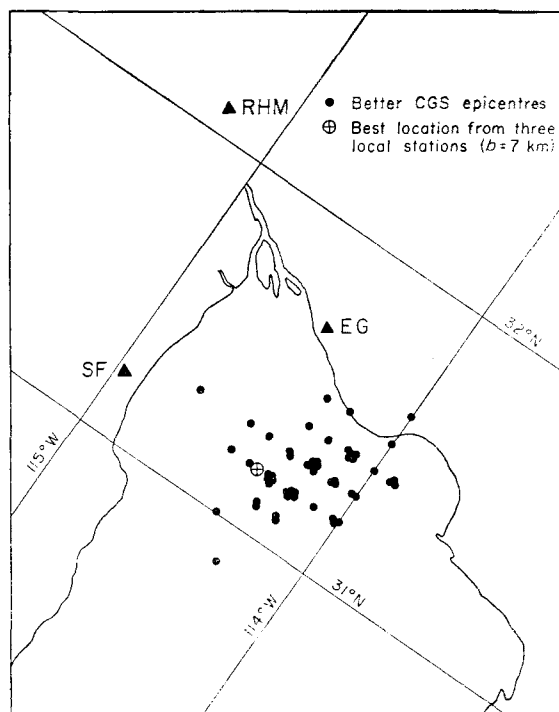 RHM
Better CGS epicentres
Best location from three
local stations (b=7 km)
EG
32°N
SF
115°W
31°N
114°W